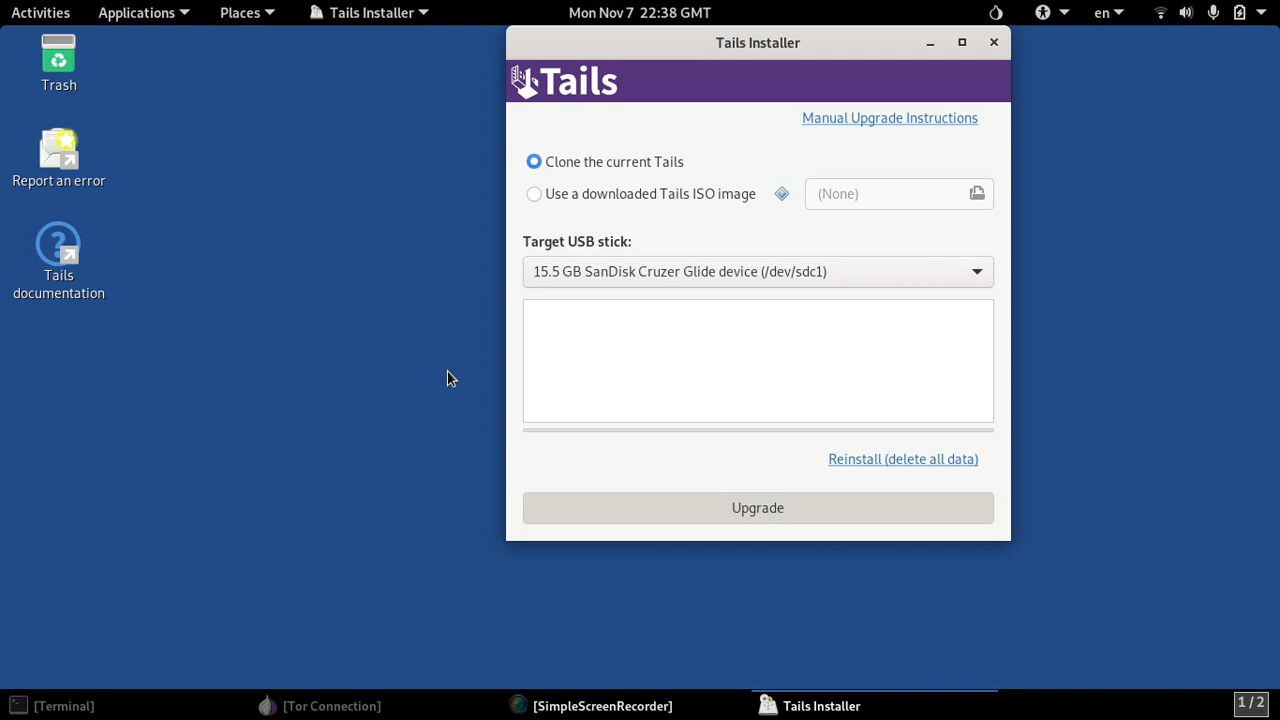 Activities Applications Places Tails Installer Mon Nov 7 22:38 GMT en
Trash
Report an error
Tails
documentation
Tails Installer
Tails
Manual Upgrade Instructions
Clone the current Tails
Use a downloaded Tails ISO image (None)
Target USB stick:
15.5 GB SanDisk Cruzer Glide device (/dev/sdc1)
Reinstall (delete all data)
Upgrade
[Terminal] [Tor Connection] [SimpleScreenRecorder] Tails Installer 1 / 2